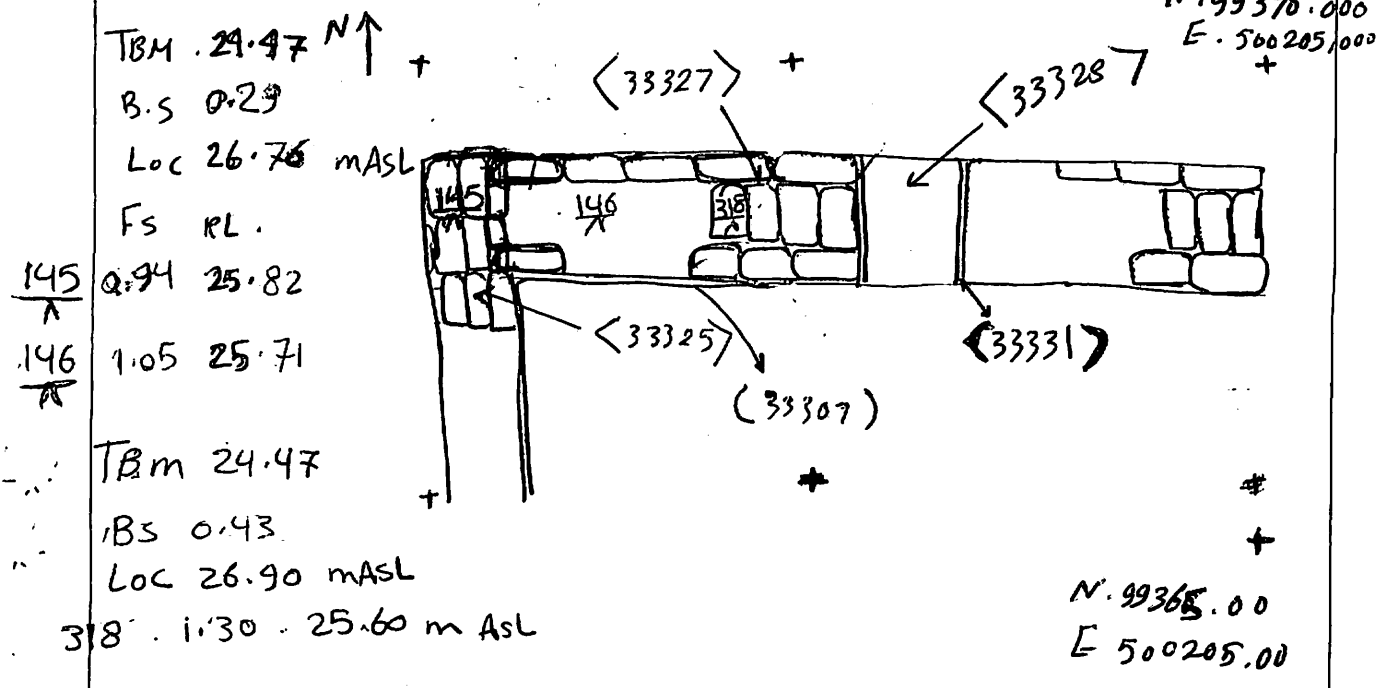 N
N . 99370.000
E . 500205,000
TBM . 24.47
B.S 0.29
Loc 26.76 mAsL
Fs RL .
145 0.94 25.82
146 1.05 25.71
TBm 24.47
Bs 0.43
Loc 26.90 mAsL
318 . 1.30 . 25.60 m AsL
<33327>
<33328>
145
146
318
<33325>
(33307)
(33331)
N. 99365.00
E 500205.00